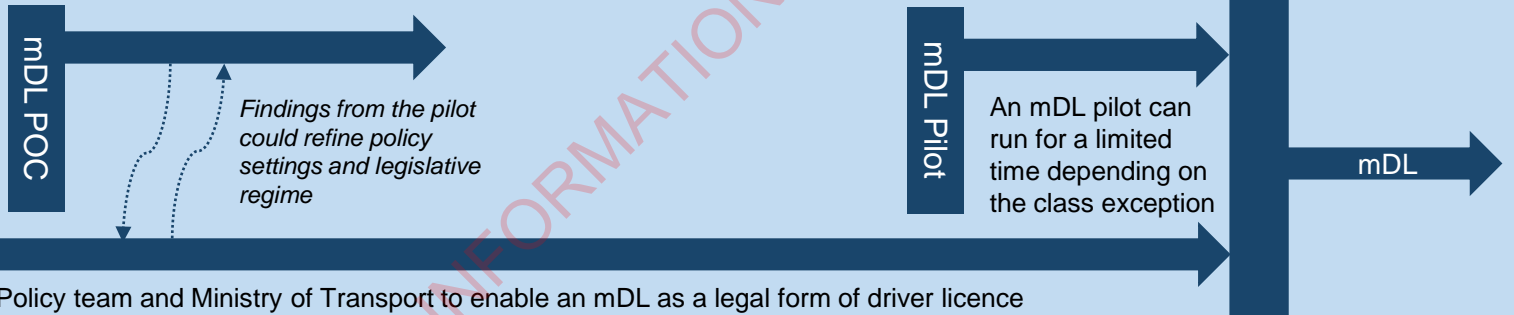 mDL POC
Findings from the pilot
could refine policy
settings and legislative
regime
mDL Pilot
An mDL pilot can
run for a limited
time depending on
the class exception
mDL
Policy team and Ministry of Transport to enable an mDL as a legal form of driver licence
INFORMATION